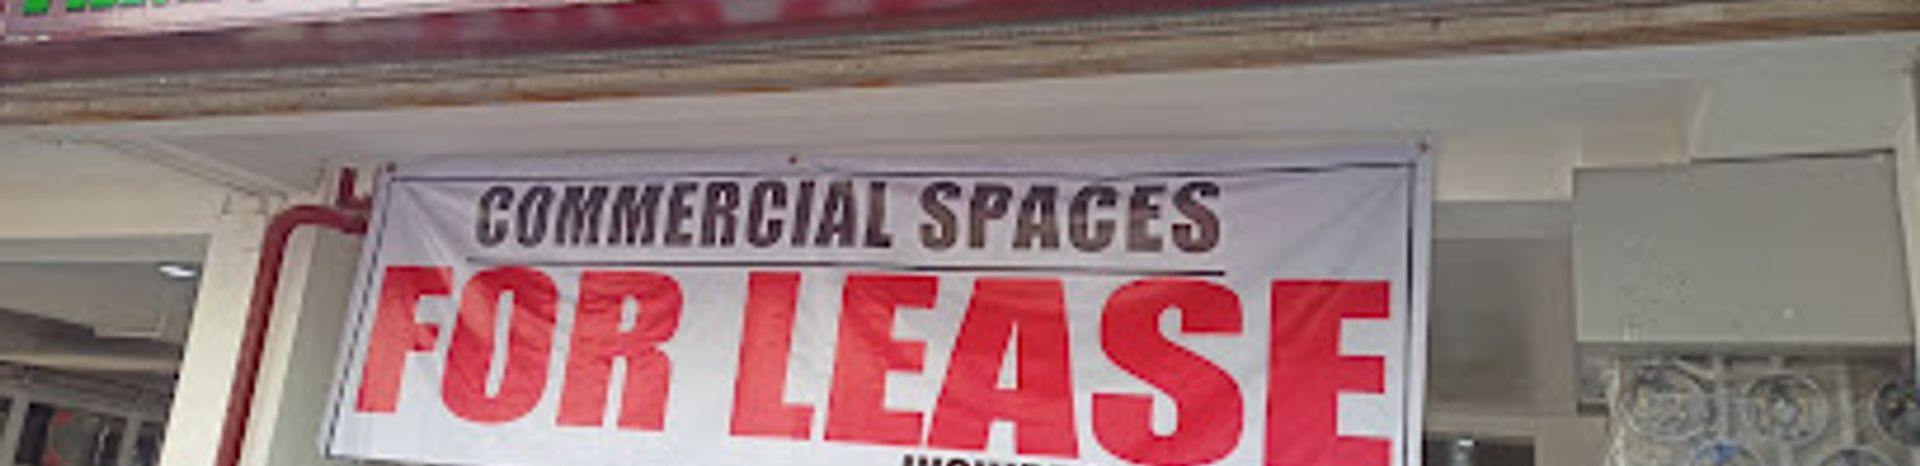 COMMERCIAL SPACES
FOR LEASE